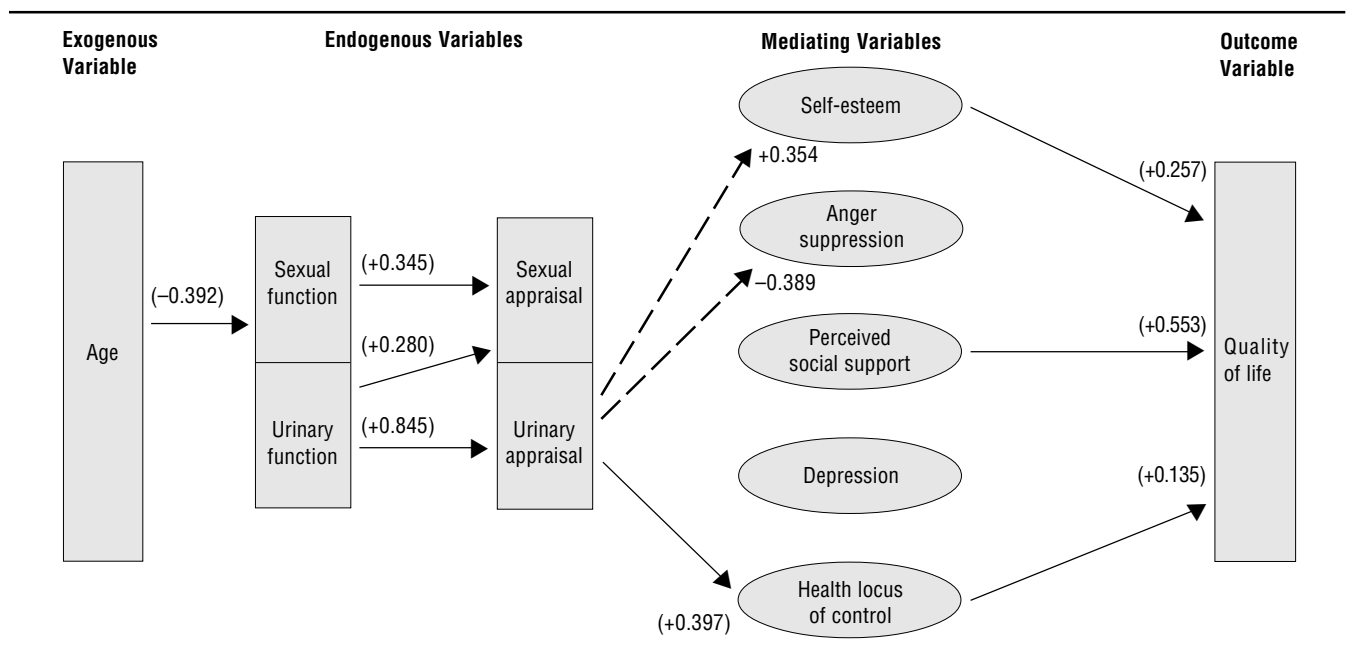 Exogenous
Variable
Endogenous Variables
Mediating Variables
Outcome
Variable
Self-esteem
+0.354
(+0.257)
Anger
suppression
–0.389
Sexual
function
(+0.345)
Sexual
appraisal
(–0.392)
Age
(+0.280)
Perceived
social support
(+0.553)
Quality
of life
Urinary
function
(+0.845)
Urinary
appraisal
Depression
(+0.135)
Health locus
of control
(+0.397)